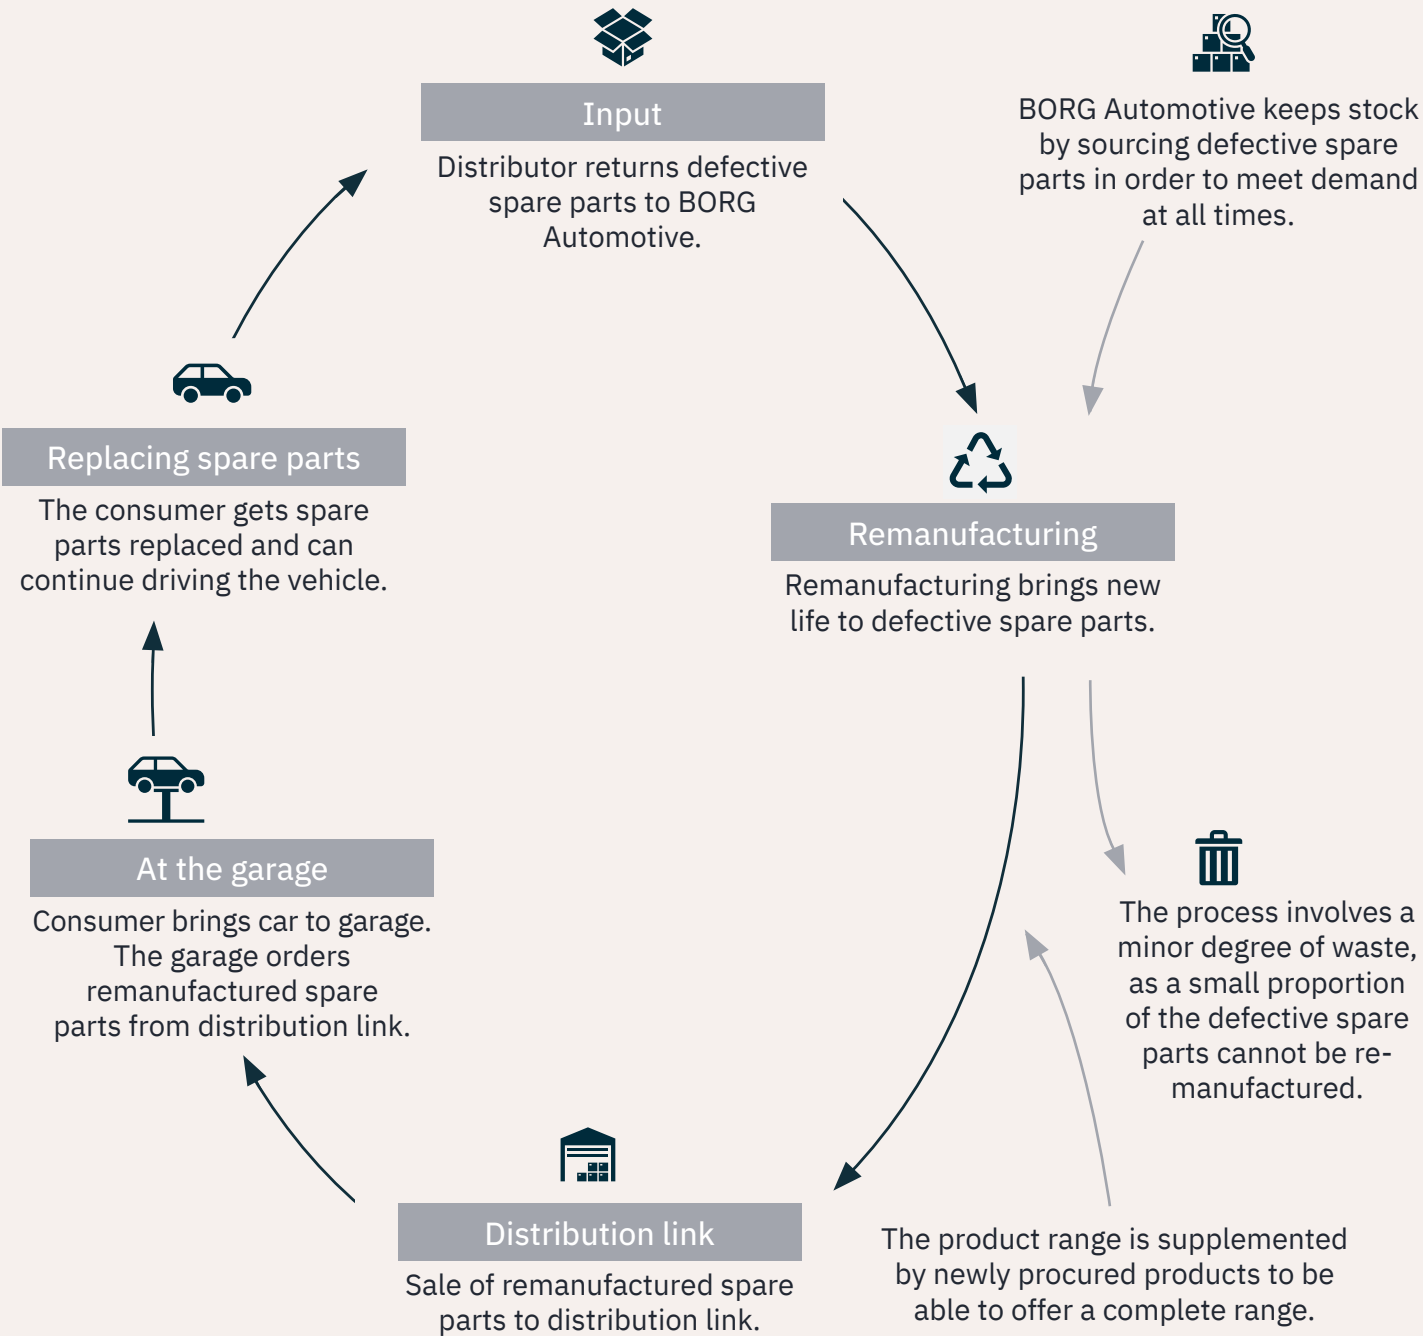 Input
Distributor returns defective
spare parts to BORG
Automotive.
BORG Automotive keeps stock
by sourcing defective spare
parts in order to meet demand
at all times.
Remanufacturing
Remanufacturing brings new
life to defective spare parts.
The process involves a
minor degree of waste,
as a small proportion
of the defective spare
parts cannot be re-
manufactured.
The product range is supplemented
by newly procured products to be
able to offer a complete range.
Distribution link
Sale of remanufactured spare
parts to distribution link.
At the garage
Consumer brings car to garage.
The garage orders
remanufactured spare
parts from distribution link.
Replacing spare parts
The consumer gets spare
parts replaced and can
continue driving the vehicle.